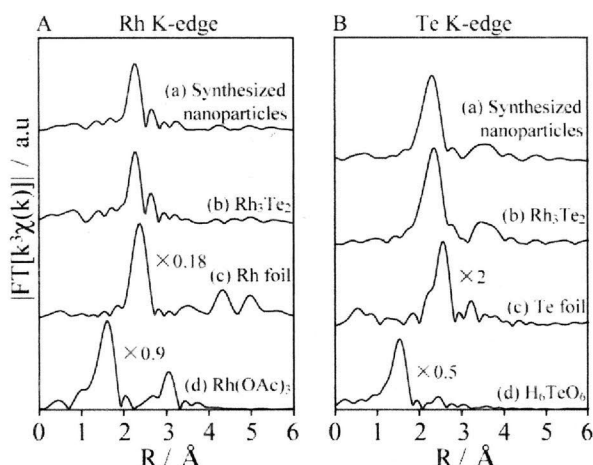 A Rh K-edge
|FT[k³χ(k)]| / a.u
(a) Synthesized
nanoparticles
(b) Rh₃Te₂
×0.18
(c) Rh foil
×0.9
(d) Rh(OAc)₃
0 1 2 3 4 5 6
R / Å
B Te K-edge
(a) Synthesized
nanoparticles
(b) Rh₃Te₂
×2
(c) Te foil
×0.5
(d) H₆TeO₆
0 1 2 3 4 5 6
R / Å